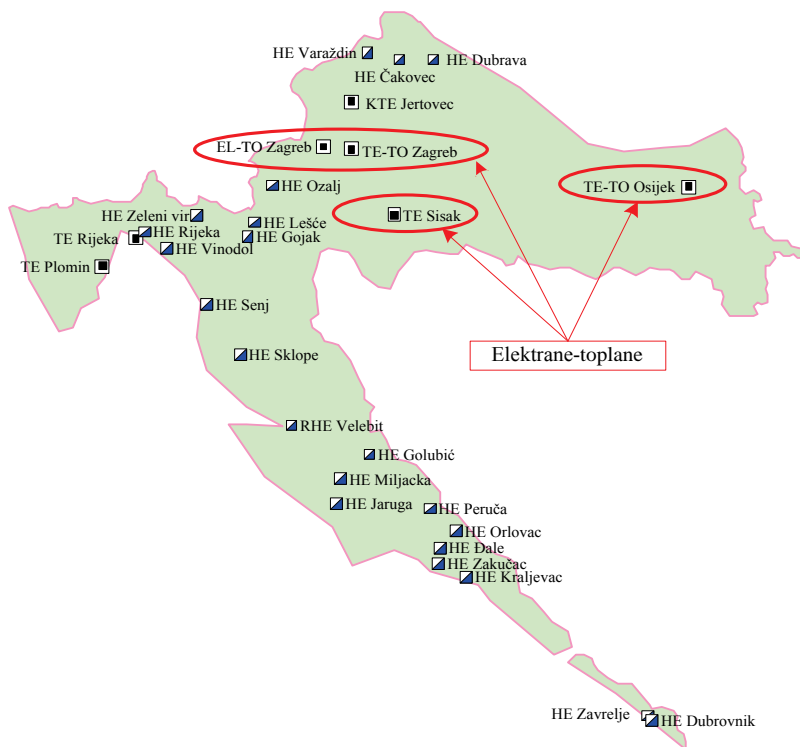 HE Varaždin
HE Čakovec
HE Dubrava
KTE Jertovec
EL-TO Zagreb
TE-TO Zagreb
HE Ozalj
TE-TO Osijek
TE Sisak
HE Zeleni vir
HE Lešće
TE Rijeka
HE Rijeka
HE Gojak
HE Vinodol
TE Plomin
HE Senj
HE Sklope
Elektrane-toplane
RHE Velebit
HE Golubić
HE Miljacka
HE Jaruga
HE Peruča
HE Orlovac
HE Đale
HE Zakučac
HE Kraljevac
HE Zavrelje
HE Dubrovnik